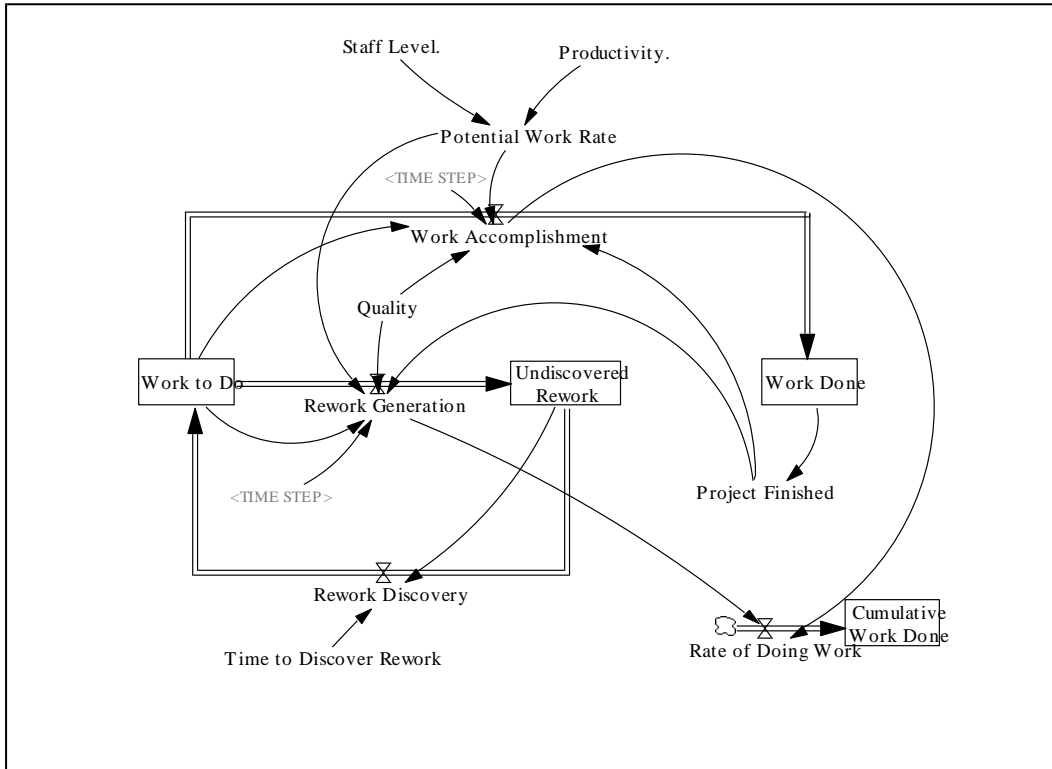 Staff Level.
Productivity.
Potential Work Rate
<TIME STEP>
Work Accomplishment
Quality
Work to Do
Undiscovered
Rework
Work Done
Rework Generation
<TIME STEP>
Project Finished
Rework Discovery
Time to Discover Rework
Cumulative
Work Done
Rate of Doing Work